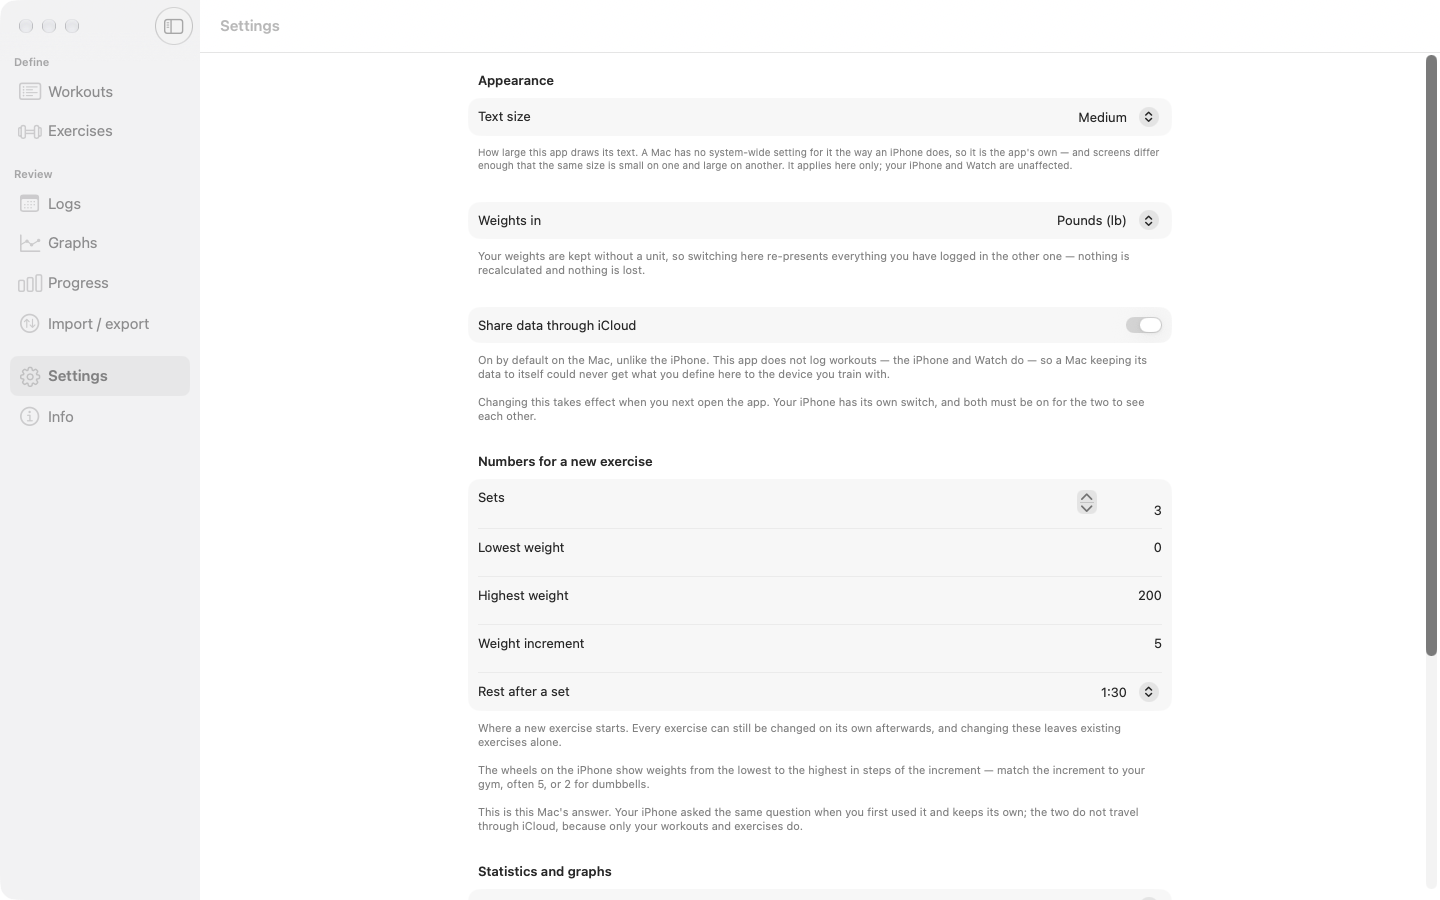 Settings
Define
Workouts
Exercises
Review
Logs
Graphs
Progress
Import / export
Settings
Info
Appearance
Text size Medium
How large this app draws its text. A Mac has no system-wide setting for it the way an iPhone does, so it is the app's own — and screens differ
enough that the same size is small on one and large on another. It applies here only; your iPhone and Watch are unaffected.
Weights in Pounds (lb)
Your weights are kept without a unit, so switching here re-presents everything you have logged in the other one — nothing is
recalculated and nothing is lost.
Share data through iCloud
On by default on the Mac, unlike the iPhone. This app does not log workouts — the iPhone and Watch do — so a Mac keeping its
data to itself could never get what you define here to the device you train with.
Changing this takes effect when you next open the app. Your iPhone has its own switch, and both must be on for the two to see
each other.
Numbers for a new exercise
Sets 3
Lowest weight 0
Highest weight 200
Weight increment 5
Rest after a set 1:30
Where a new exercise starts. Every exercise can still be changed on its own afterwards, and changing these leaves existing
exercises alone.
The wheels on the iPhone show weights from the lowest to the highest in steps of the increment — match the increment to your
gym, often 5, or 2 for dumbbells.
This is this Mac's answer. Your iPhone asked the same question when you first used it and keeps its own; the two do not travel
through iCloud, because only your workouts and exercises do.
Statistics and graphs